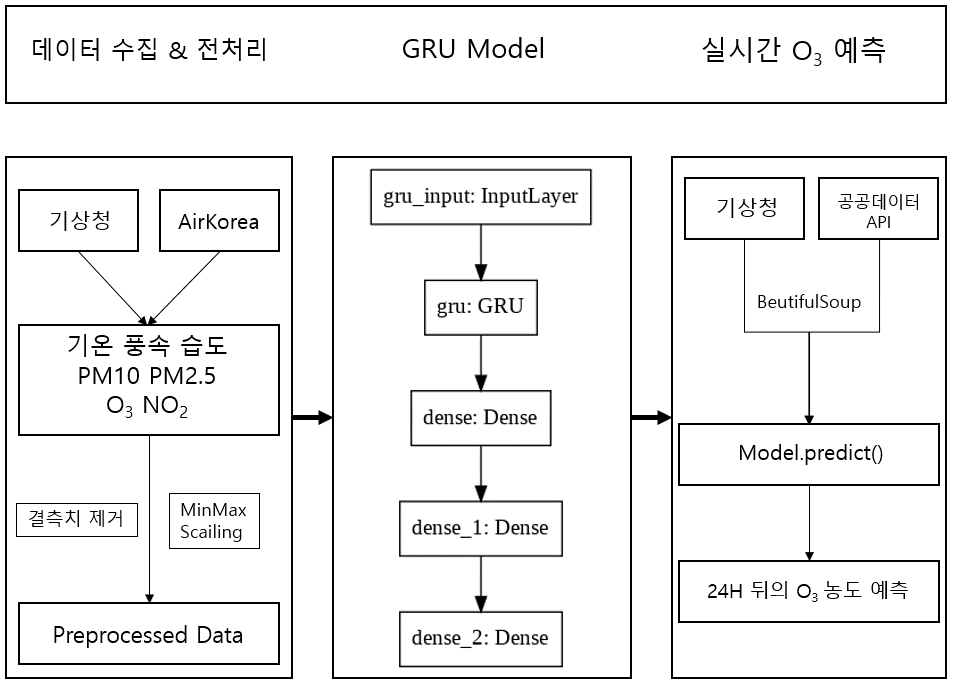 데이터 수집 & 전처리
GRU Model
실시간 O₃ 예측
기상청
AirKorea
기온 풍속 습도
PM10 PM2.5
O₃ NO₂
결측치 제거
MinMax
Scailing
Preprocessed Data
gru_input: InputLayer
gru: GRU
dense: Dense
dense_1: Dense
dense_2: Dense
기상청
공공데이터
API
BeutifulSoup
Model.predict()
24H 뒤의 O₃ 농도 예측